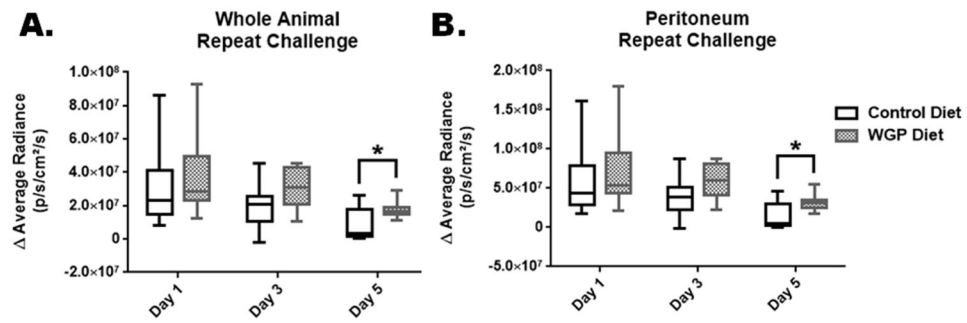 A.
Whole Animal
Repeat Challenge
Δ Average Radiance
(p/s/cm²/s)
1.0×10⁸
8.0×10⁷
6.0×10⁷
4.0×10⁷
2.0×10⁷
0
-2.0×10⁷
*
Day 1
Day 3
Day 5
B.
Peritoneum
Repeat Challenge
Δ Average Radiance
(p/s/cm²/s)
2.0×10⁸
1.5×10⁸
1.0×10⁸
5.0×10⁷
0
-5.0×10⁷
*
Day 1
Day 3
Day 5
Control Diet
WGP Diet